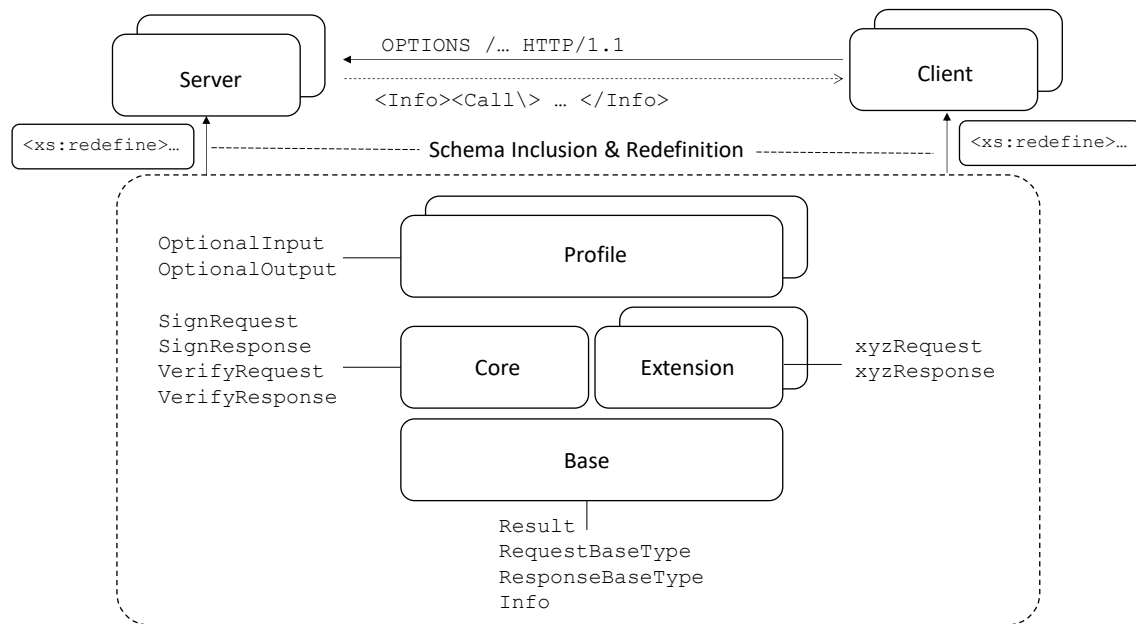 OPTIONS /… HTTP/1.1
Server
Client
<Info><Call\> … </Info>
<xs:redefine>…
Schema Inclusion & Redefinition
<xs:redefine>…
OptionalInput
OptionalOutput
Profile
SignRequest
SignResponse
VerifyRequest
VerifyResponse
Core
Extension
xyzRequest
xyzResponse
Base
Result
RequestBaseType
ResponseBaseType
Info